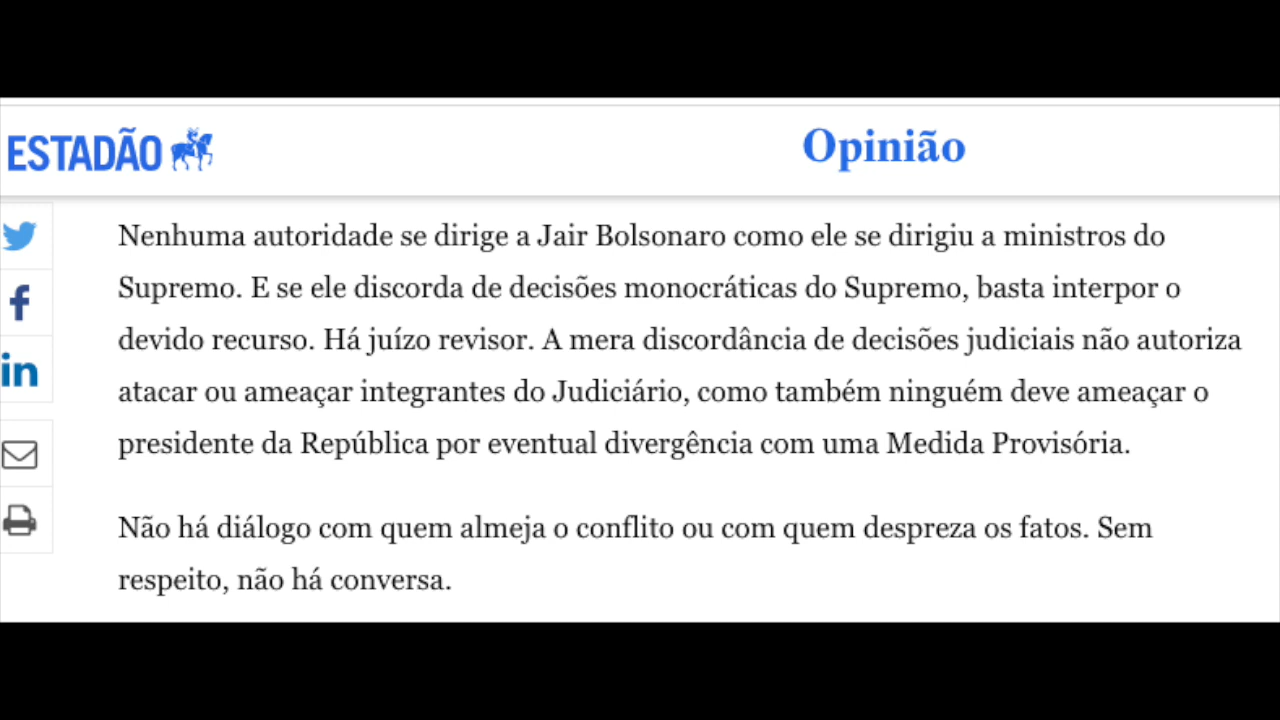 ESTADÃO
Opinião
Nenhuma autoridade se dirige a Jair Bolsonaro como ele se dirigiu a ministros do
Supremo. E se ele discorda de decisões monocráticas do Supremo, basta interpor o
devido recurso. Há juízo revisor. A mera discordância de decisões judiciais não autoriza
atacar ou ameaçar integrantes do Judiciário, como também ninguém deve ameaçar o
presidente da República por eventual divergência com uma Medida Provisória.
Não há diálogo com quem almeja o conflito ou com quem despreza os fatos. Sem
respeito, não há conversa.